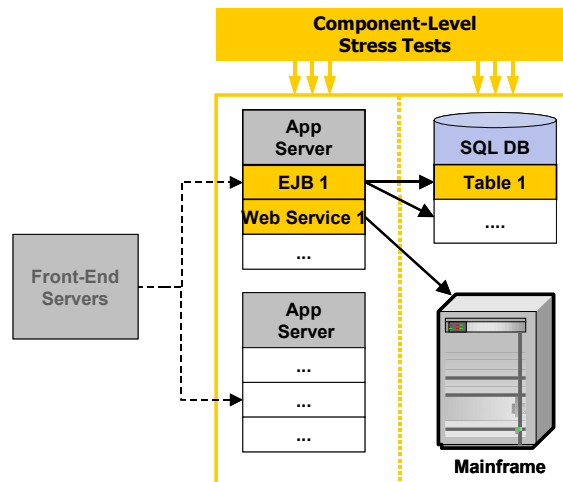 Component-Level
Stress Tests
App
Server
EJB 1
Web Service 1
...
SQL DB
Table 1
....
Front-End
Servers
App
Server
...
...
...
Mainframe